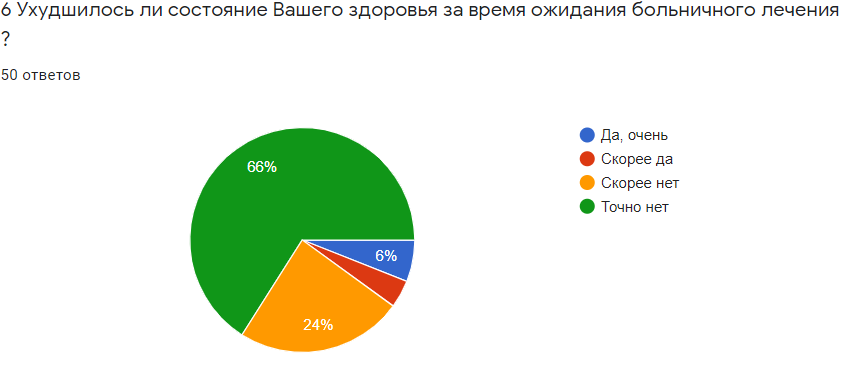 6 Ухудшилось ли состояние Вашего здоровья за время ожидания больничного лечения
?
50 ответов
66%
6%
24%
Да, очень
Скорее да
Скорее нет
Точно нет